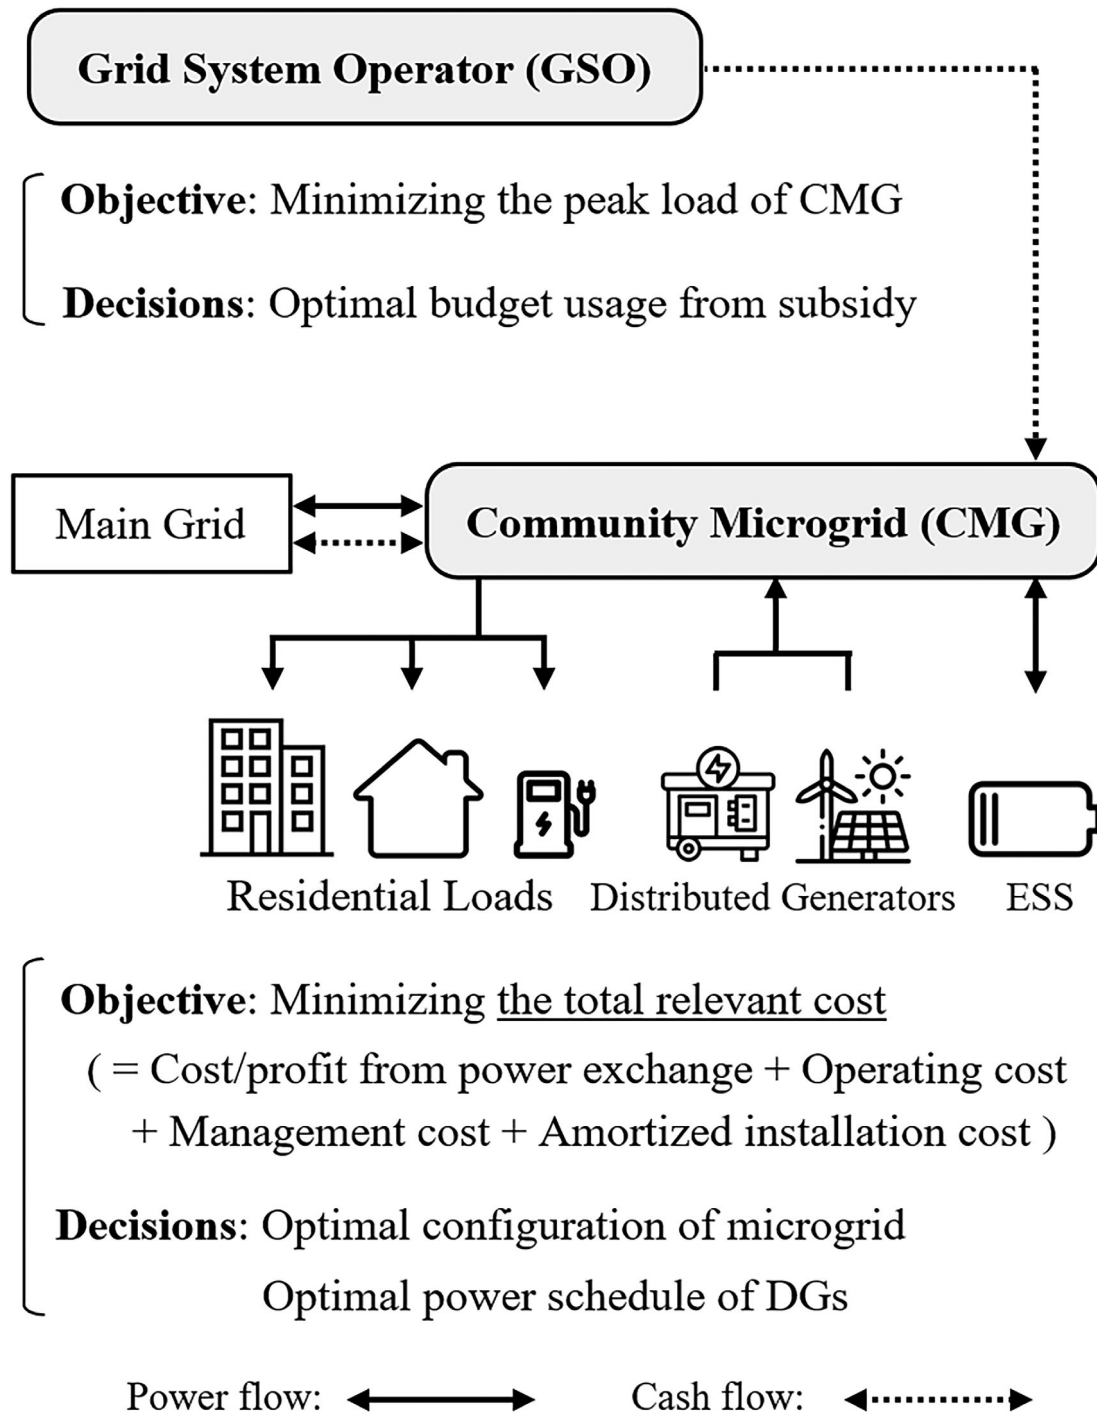 Grid System Operator (GSO)
Objective: Minimizing the peak load of CMG
Decisions: Optimal budget usage from subsidy
Main Grid
Community Microgrid (CMG)
Residential Loads
Distributed Generators
ESS
Objective: Minimizing the total relevant cost
( = Cost/profit from power exchange + Operating cost
+ Management cost + Amortized installation cost )
Decisions: Optimal configuration of microgrid
Optimal power schedule of DGs
Power flow:
Cash flow: